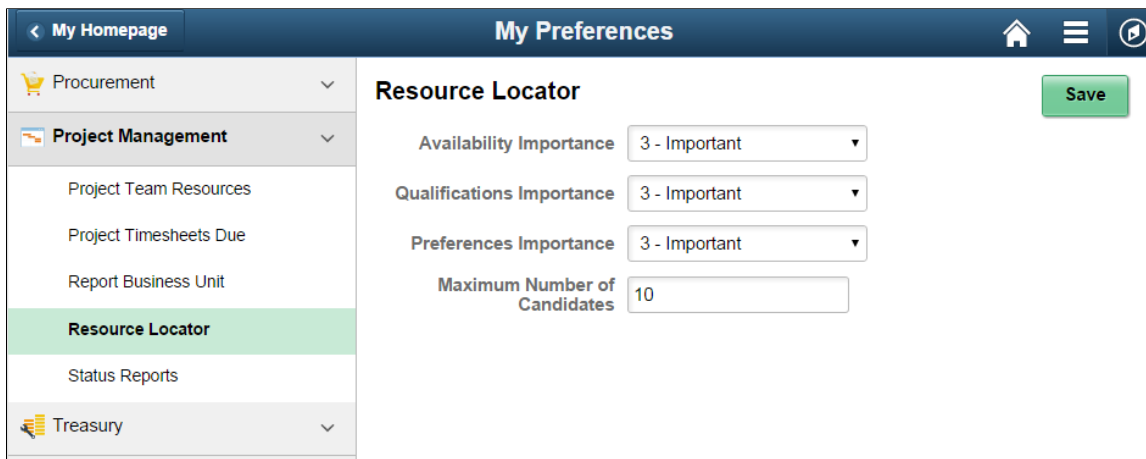 My Homepage
My Preferences
Procurement
Project Management
Project Team Resources
Project Timesheets Due
Report Business Unit
Resource Locator
Status Reports
Treasury
Resource Locator
Save
Availability Importance 3 - Important
Qualifications Importance 3 - Important
Preferences Importance 3 - Important
Maximum Number of
Candidates 10